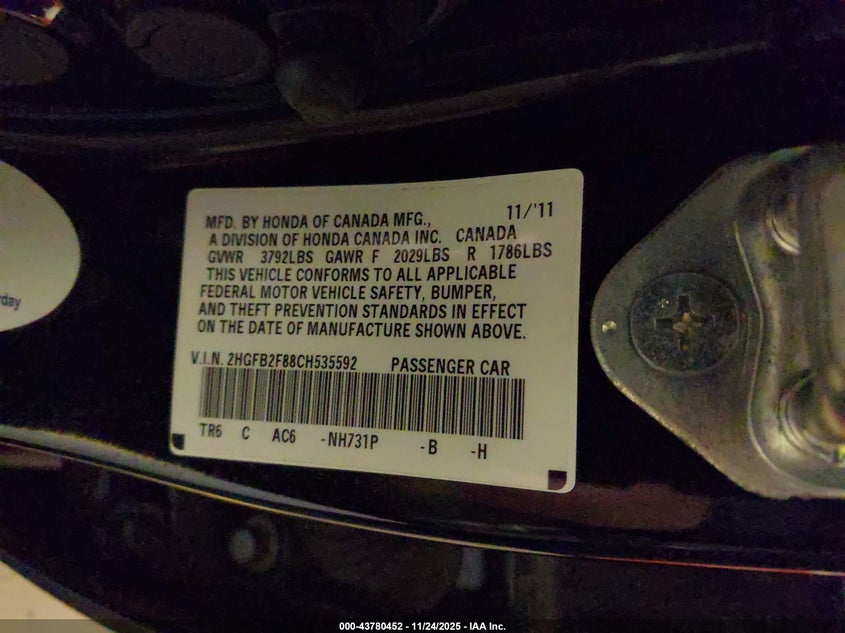 rday
11/'11
MFD. BY HONDA OF CANADA MFG.,
A DIVISION OF HONDA CANADA INC. CANADA
GVWR 3792LBS GAWR F 2029LBS R 1786LBS
THIS VEHICLE CONFORMS TO ALL APPLICABLE
FEDERAL MOTOR VEHICLE SAFETY, BUMPER,
AND THEFT PREVENTION STANDARDS IN EFFECT
ON THE DATE OF MANUFACTURE SHOWN ABOVE.
V.I.N. 2HGFB2F88CH535592 PASSENGER CAR
TR6 C AC6 -NH731P -B -H
000-43780452 - 11/24/2025 - IAA Inc.